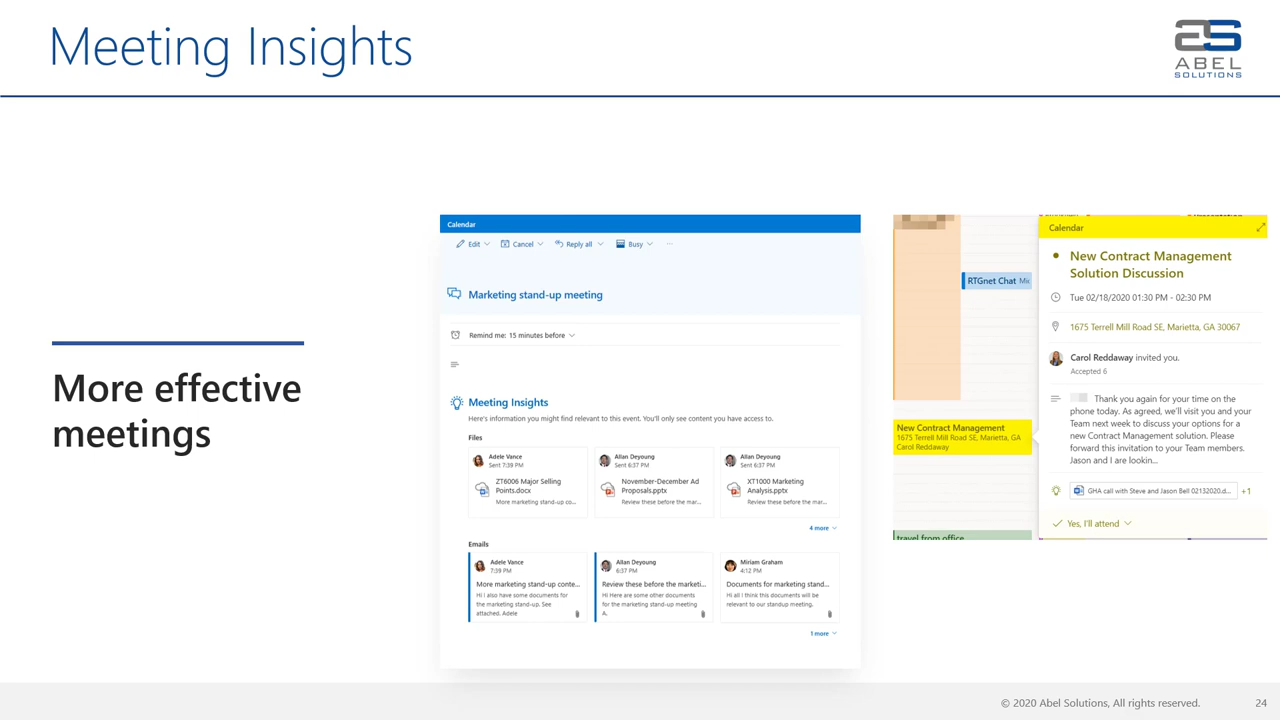 Meeting Insights
ABEL
SOLUTIONS
More effective
meetings
Calendar
Edit
Cancel
Reply all
Busy
...
Marketing stand-up meeting
Remind me: 15 minutes before
Meeting Insights
Here's information you might find relevant to this event. You'll only see content you have access to.
Files
Adele Vance
Sent 7:39 PM
ZT6006 Major Selling
Points.docx
More marketing stand-up co...
Allan Deyoung
Sent 6:37 PM
November-December Ad
Proposals.pptx
Review these before the mar...
Allan Deyoung
Sent 6:37 PM
XT1000 Marketing
Analysis.pptx
Review these before the mar...
4 more
Emails
Adele Vance
7:39 PM
More marketing stand-up conte...
Hi I also have some documents for
the marketing stand-up. See
attached. Adele
Allan Deyoung
6:37 PM
Review these before the marketi...
Hi Here are some other documents
for the marketing stand-up meeting
A.
Miriam Graham
4:12 PM
Documents for marketing stand...
Hi all I think this documents will be
relevant to our standup meeting.
1 more
RTGnet Chat
New Contract Management
1675 Terrell Mill Road SE, Marietta, GA
Carol Reddaway
travel from office
Calendar
New Contract Management
Solution Discussion
Tue 02/18/2020 01:30 PM - 02:30 PM
1675 Terrell Mill Road SE, Marietta, GA 30067
Carol Reddaway invited you.
Accepted 6
Thank you again for your time on the
phone today. As agreed, we'll visit you and your
Team next week to discuss your options for a
new Contract Management solution. Please
forward this invitation to your Team members.
Jason and I are lookin...
GHA call with Steve and Jason Bell 02132020.d...
+1
Yes, I'll attend
© 2020 Abel Solutions, All rights reserved.
24